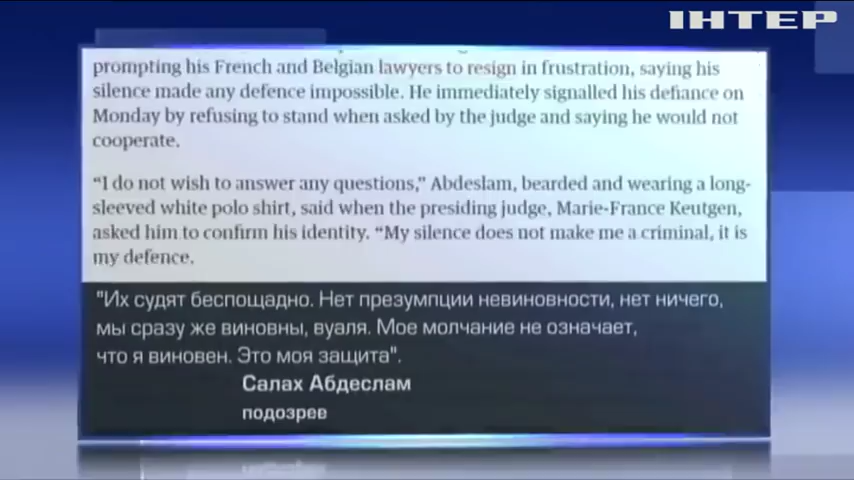 ІНТЕР
prompting his French and Belgian lawyers to resign in frustration, saying his
silence made any defence impossible. He immediately signalled his defiance on
Monday by refusing to stand when asked by the judge and saying he would not
cooperate.
“I do not wish to answer any questions,” Abdeslam, bearded and wearing a long-
sleeved white polo shirt, said when the presiding judge, Marie-France Keutgen,
asked him to confirm his identity. “My silence does not make me a criminal, it is
my defence.
"Их судят беспощадно. Нет презумпции невиновности, нет ничего,
мы сразу же виновны, вуаля. Мое молчание не означает,
что я виновен. Это моя защита".
Салах Абдеслам
подозрев